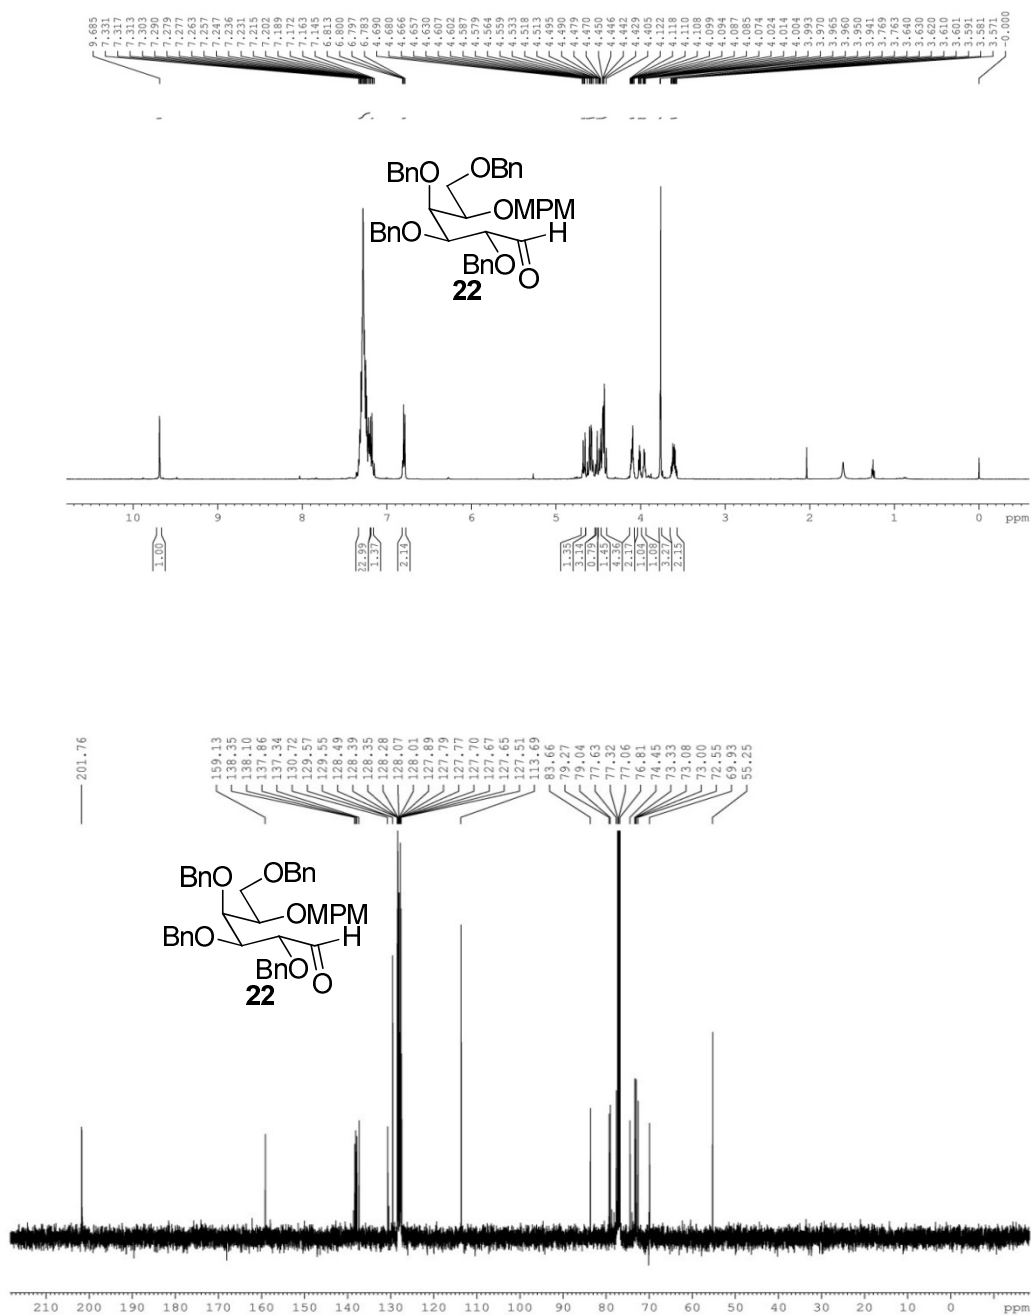 9.685 7.331 7.317 7.313 7.303 7.290 7.279 7.277 7.263 7.257 7.247 7.236 7.231 7.215 7.202 7.189 7.172 7.163 7.145 6.813 6.800 6.797 6.783 4.690 4.680 4.666 4.657 4.630 4.607 4.602 4.587 4.579 4.564 4.559 4.533 4.518 4.513 4.495 4.490 4.479 4.470 4.450 4.446 4.442 4.429 4.405 4.122 4.118 4.110 4.108 4.099 4.094 4.087 4.085 4.074 4.024 4.014 4.004 3.993 3.970 3.965 3.960 3.950 3.941 3.769 3.763 3.640 3.630 3.620 3.610 3.601 3.591 3.581 3.571 -0.000
BnO OBn
OMPM
BnO H
BnO O
22
10 9 8 7 6 5 4 3 2 1 0 ppm
1.00 22.99 1.37 2.14 1.35 3.14 0.79 1.45 4.36 2.17 1.04 1.08 3.27 2.15
201.76 159.13 138.35 138.10 137.86 137.34 130.72 129.57 129.55 128.49 128.39 128.35 128.28 128.07 128.01 127.89 127.79 127.77 127.70 127.67 127.65 127.51 113.69 83.66 79.27 79.04 77.63 77.32 77.06 76.81 74.45 73.33 73.08 73.00 72.55 69.93 55.25
BnO OBn
OMPM
BnO H
BnO O
22
210 200 190 180 170 160 150 140 130 120 110 100 90 80 70 60 50 40 30 20 10 ppm